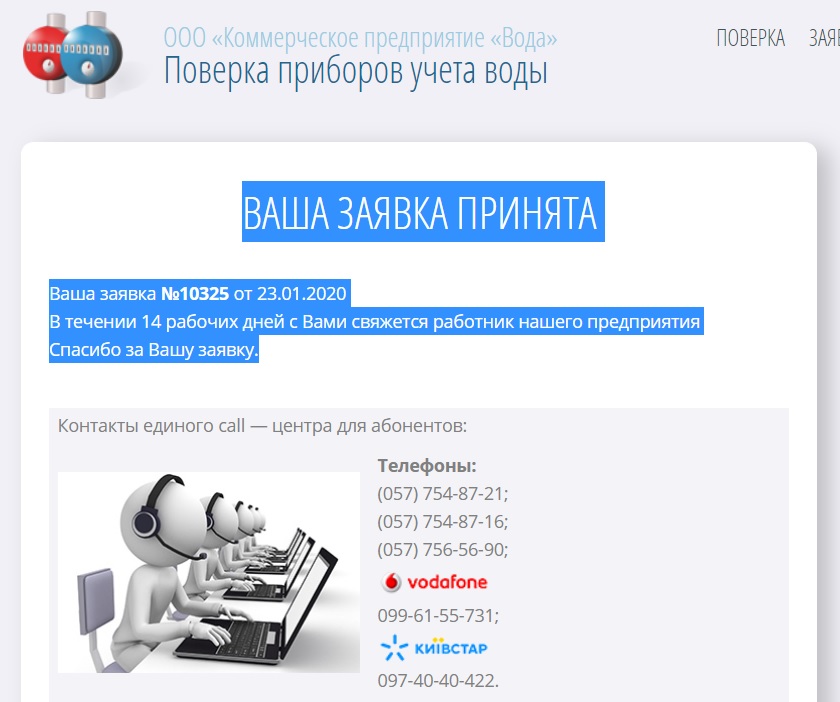 ООО «Коммерческое предприятие «Вода»
Поверка приборов учета воды
ПОВЕРКА ЗАЯВ
ВАША ЗАЯВКА ПРИНЯТА
Ваша заявка №10325 от 23.01.2020
В течении 14 рабочих дней с Вами свяжется работник нашего предприятия
Спасибо за Вашу заявку.
Контакты единого call — центра для абонентов:
Телефоны:
(057) 754-87-21;
(057) 754-87-16;
(057) 756-56-90;
vodafone
099-61-55-731;
КИЇВСТАР
097-40-40-422.